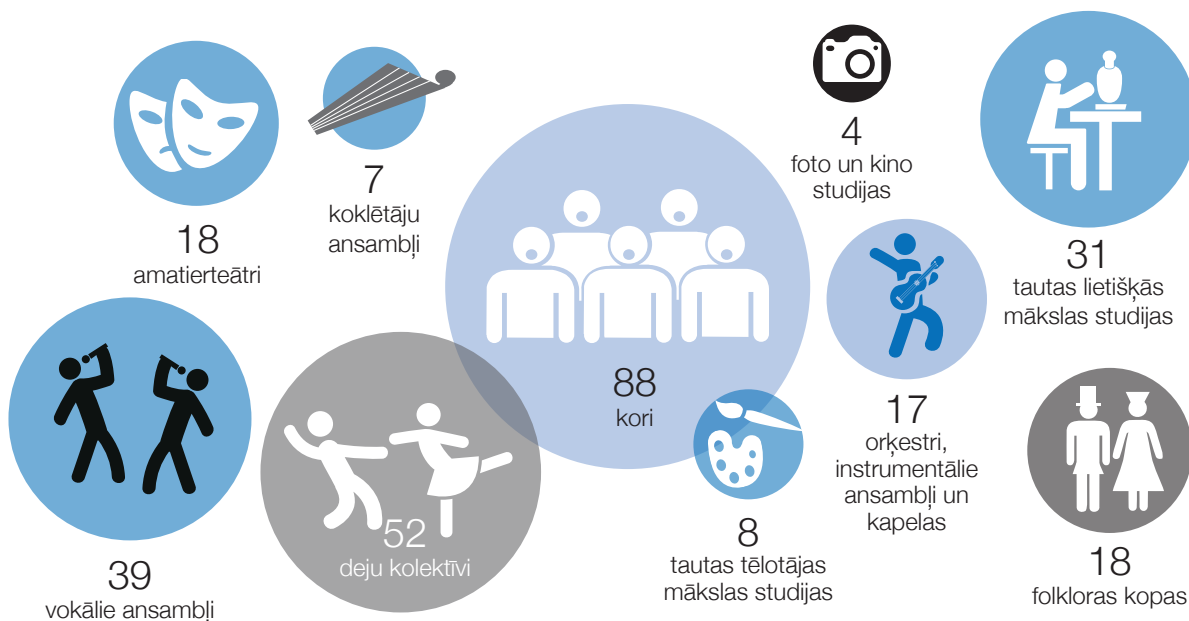 18
amatierteātri
7
koklētāju
ansambļi
4
foto un kino
studijas
31
tautas lietišķās
mākslas studijas
39
vokālie ansambļi
52
deju kolektīvi
88
kori
8
tautas tēlotājas
mākslas studijas
17
orķestri,
instrumentālie
ansambļi un
kapelas
18
folkloras kopas